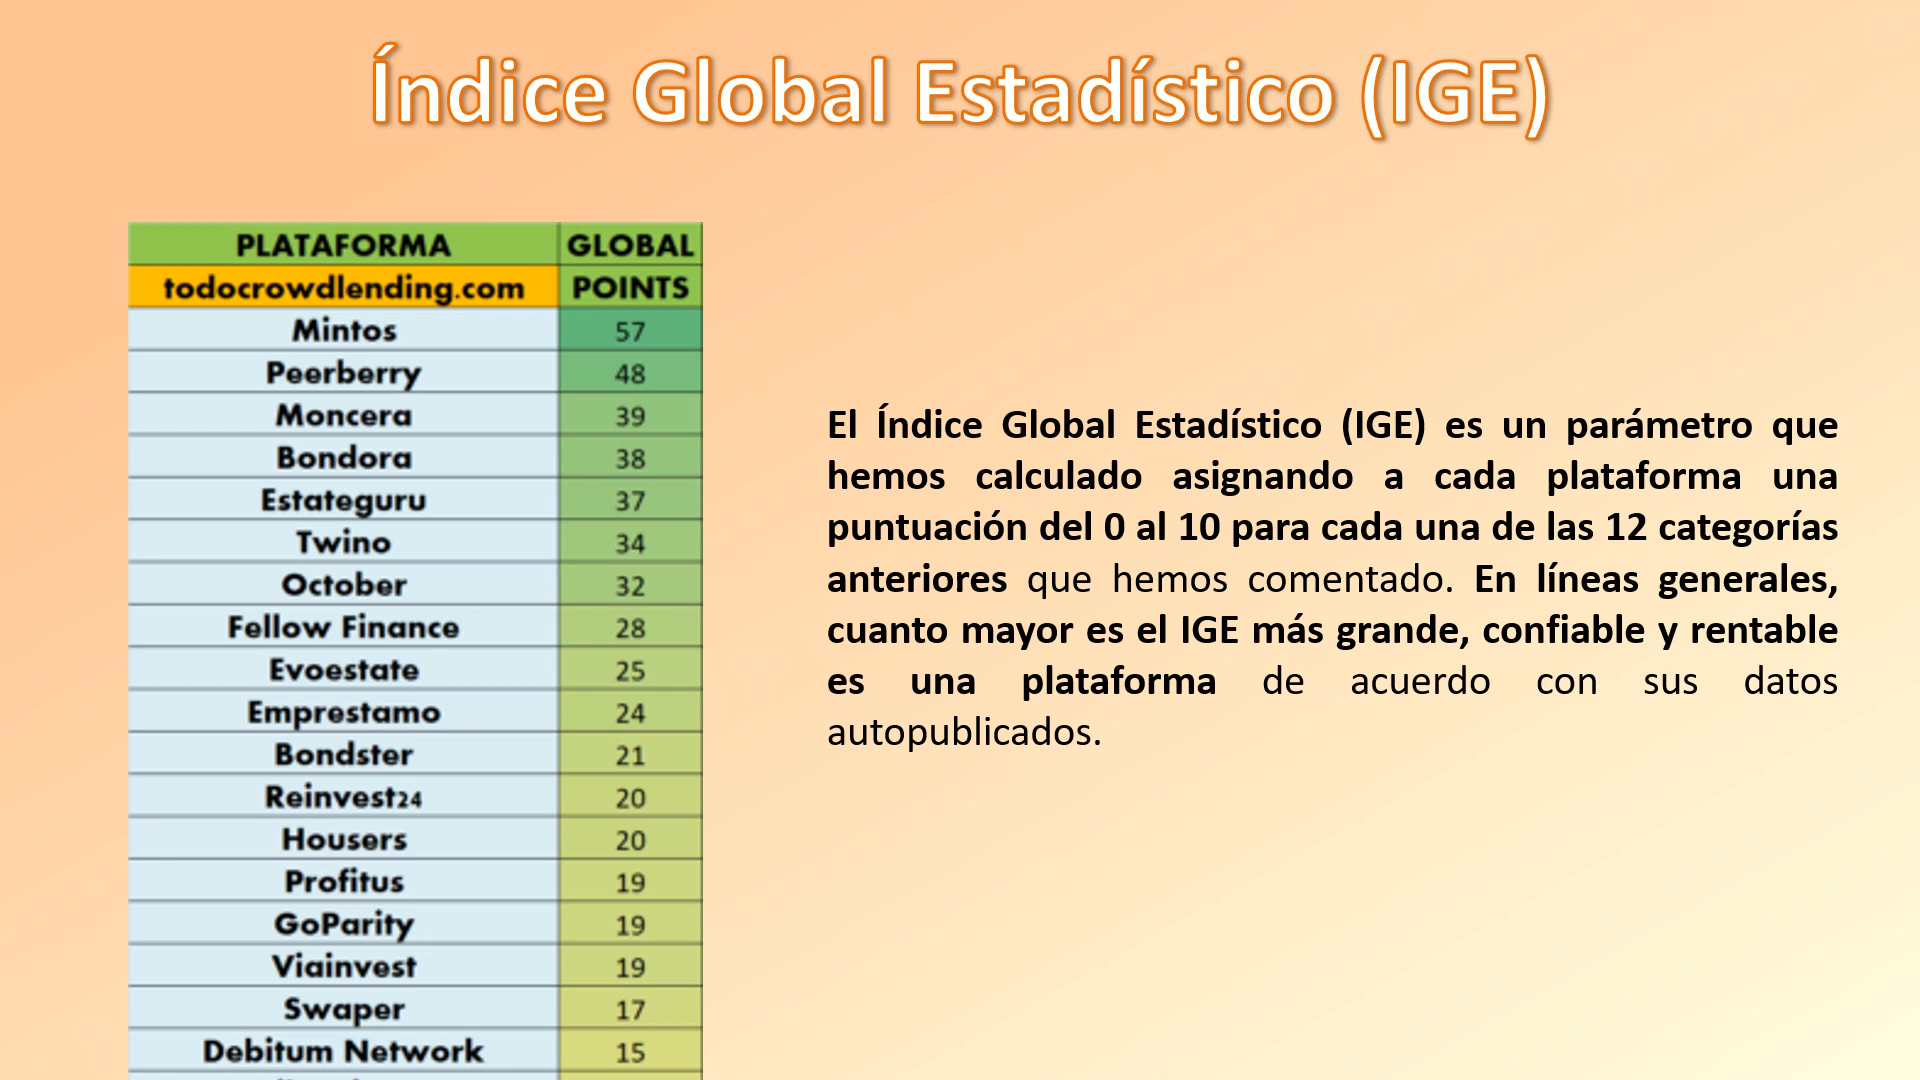 Índice Global Estadístico (IGE)
PLATAFORMA GLOBAL
todocrowdlending.com POINTS
Mintos 57
Peerberry 48
Moncera 39
Bondora 38
Estateguru 37
Twino 34
October 32
Fellow Finance 28
Evoestate 25
Emprestamo 24
Bondster 21
Reinvest24 20
Housers 20
Profitus 19
GoParity 19
Viainvest 19
Swaper 17
Debitum Network 15
El Índice Global Estadístico (IGE) es un parámetro que
hemos calculado asignando a cada plataforma una
puntuación del 0 al 10 para cada una de las 12 categorías
anteriores que hemos comentado. En líneas generales,
cuanto mayor es el IGE más grande, confiable y rentable
es una plataforma de acuerdo con sus datos
autopublicados.